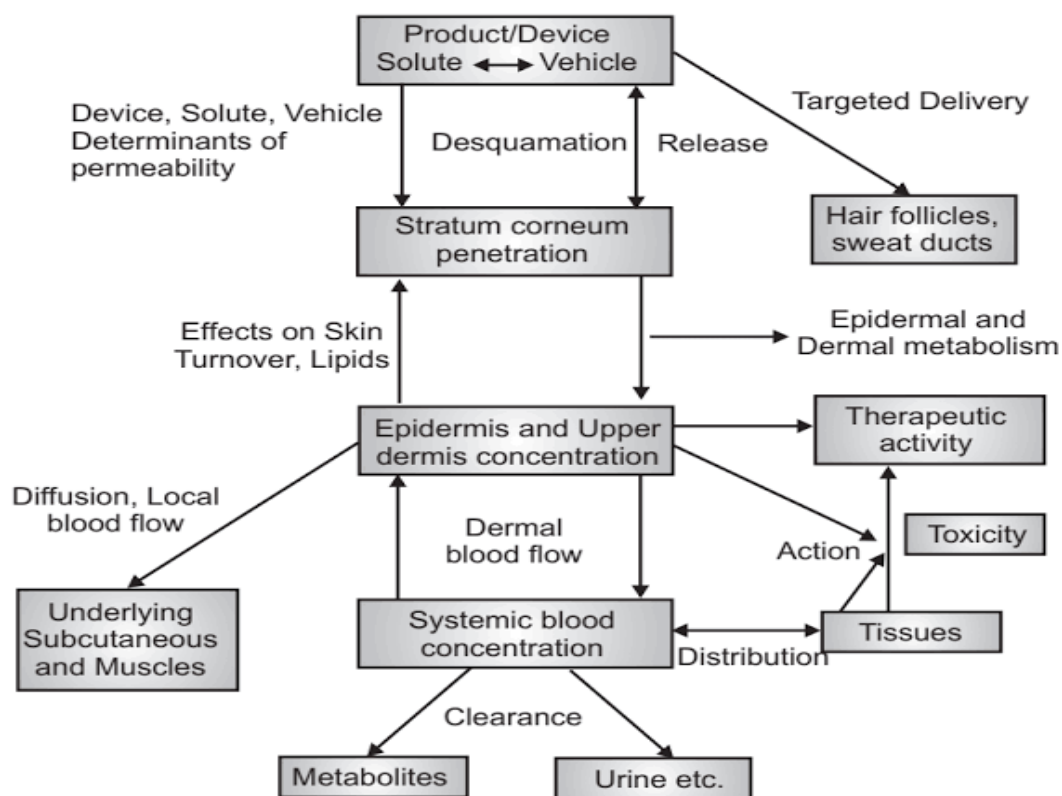 Product/Device
Solute Vehicle
Device, Solute, Vehicle
Determinants of
permeability
Desquamation
Release
Targeted Delivery
Stratum corneum
penetration
Hair follicles,
sweat ducts
Effects on Skin
Turnover, Lipids
Epidermal and
Dermal metabolism
Epidermis and Upper
dermis concentration
Therapeutic
activity
Diffusion, Local
blood flow
Dermal
blood flow
Action
Toxicity
Underlying
Subcutaneous
and Muscles
Systemic blood
concentration
Distribution
Tissues
Clearance
Metabolites
Urine etc.